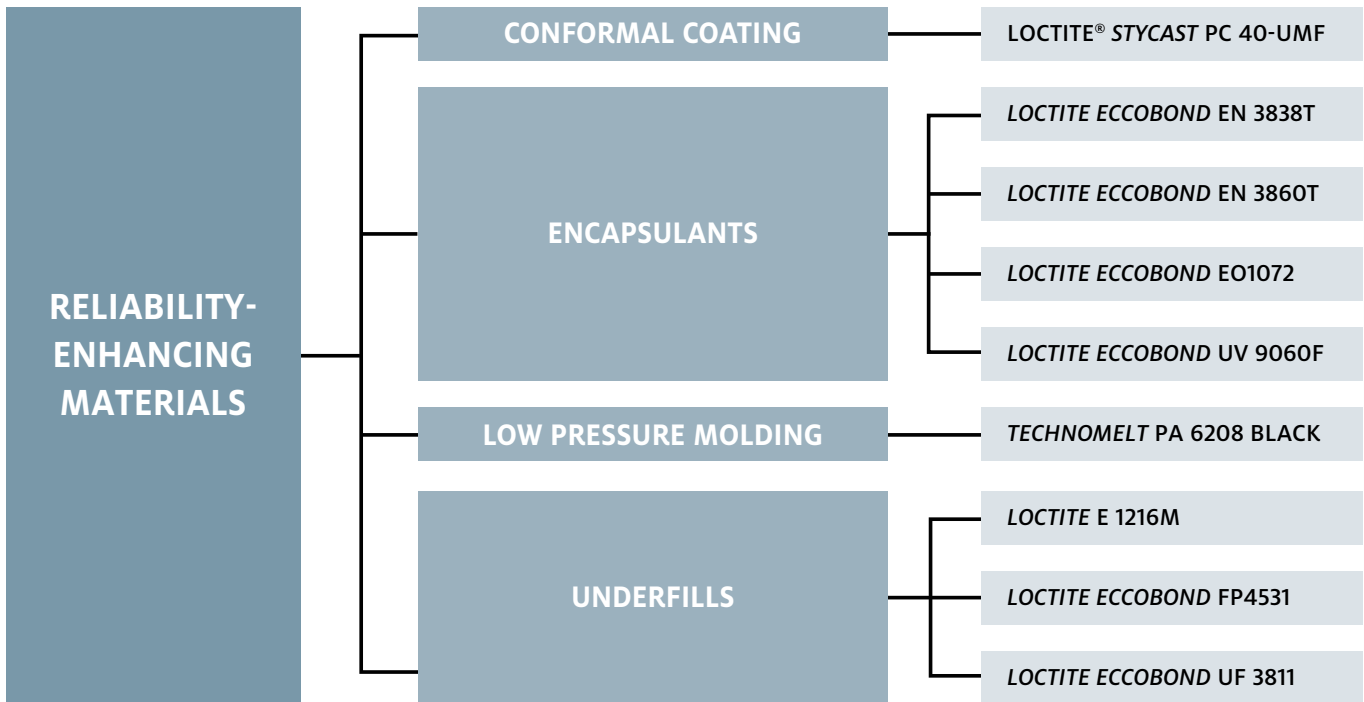 RELIABILITY-
ENHANCING
MATERIALS
CONFORMAL COATING
LOCTITE® STYCAST PC 40-UMF
ENCAPSULANTS
LOCTITE ECCOBOND EN 3838T
LOCTITE ECCOBOND EN 3860T
LOCTITE ECCOBOND EO1072
LOCTITE ECCOBOND UV 9060F
LOW PRESSURE MOLDING
TECHNOMELT PA 6208 BLACK
UNDERFILLS
LOCTITE E 1216M
LOCTITE ECCOBOND FP4531
LOCTITE ECCOBOND UF 3811